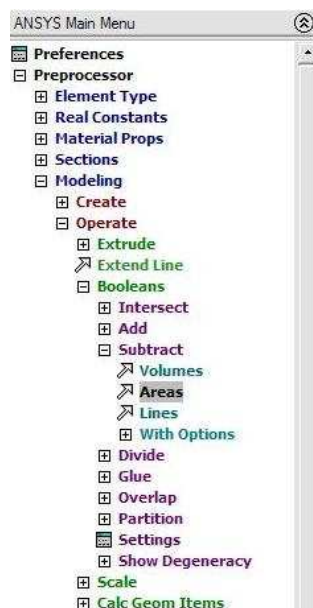 ANSYS Main Menu
Preferences
Preprocessor
Element Type
Real Constants
Material Props
Sections
Modeling
Create
Operate
Extrude
Extend Line
Booleans
Intersect
Add
Subtract
Volumes
Areas
Lines
With Options
Divide
Glue
Overlap
Partition
Settings
Show Degeneracy
Scale
Calc Geom Items